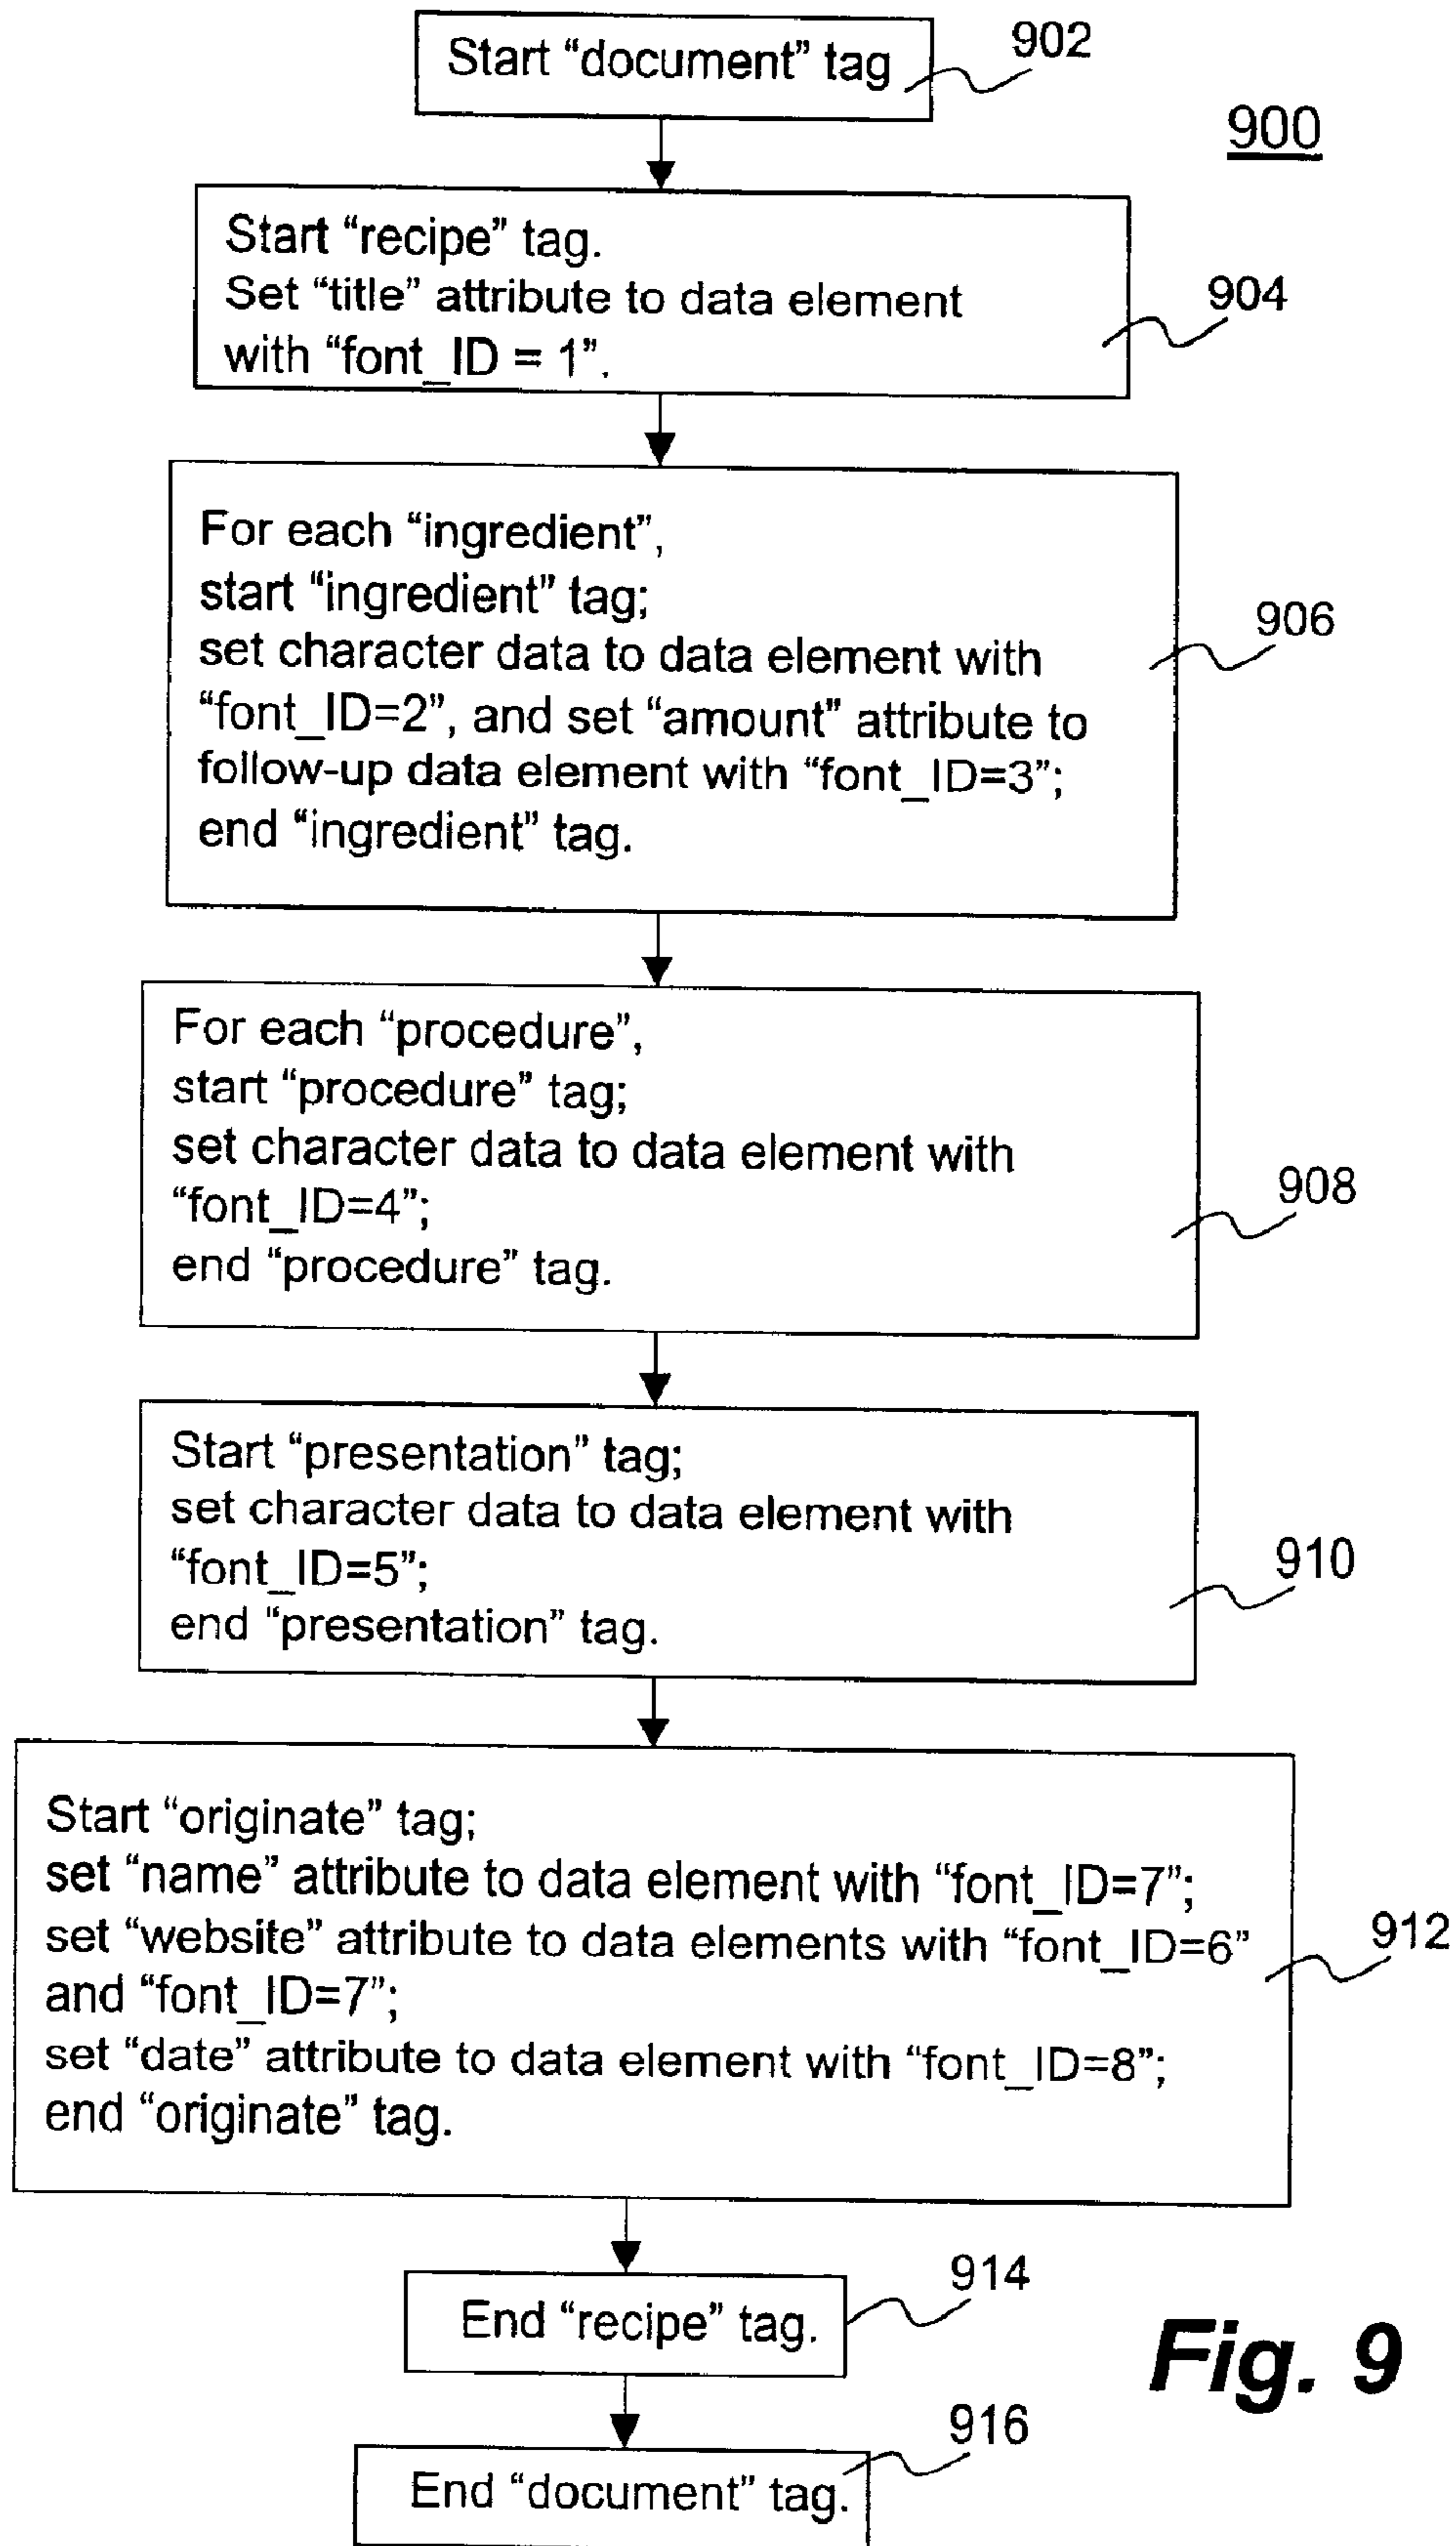 Start “document” tag
902
900
Start “recipe” tag.
Set “title” attribute to data element
with “font_ID = 1”.
904
For each “ingredient”,
start “ingredient” tag;
set character data to data element with
“font_ID=2”, and set “amount” attribute to
follow-up data element with “font_ID=3”;
end “ingredient” tag.
906
For each “procedure”,
start “procedure” tag;
set character data to data element with
“font_ID=4”;
end “procedure” tag.
908
Start “presentation” tag;
set character data to data element with
“font_ID=5”;
end “presentation” tag.
910
Start “originate” tag;
set “name” attribute to data element with “font_ID=7”;
set “website” attribute to data elements with “font_ID=6”
and “font_ID=7”;
set “date” attribute to data element with “font_ID=8”;
end “originate” tag.
912
End “recipe” tag.
914
Fig. 9
End “document” tag.
916